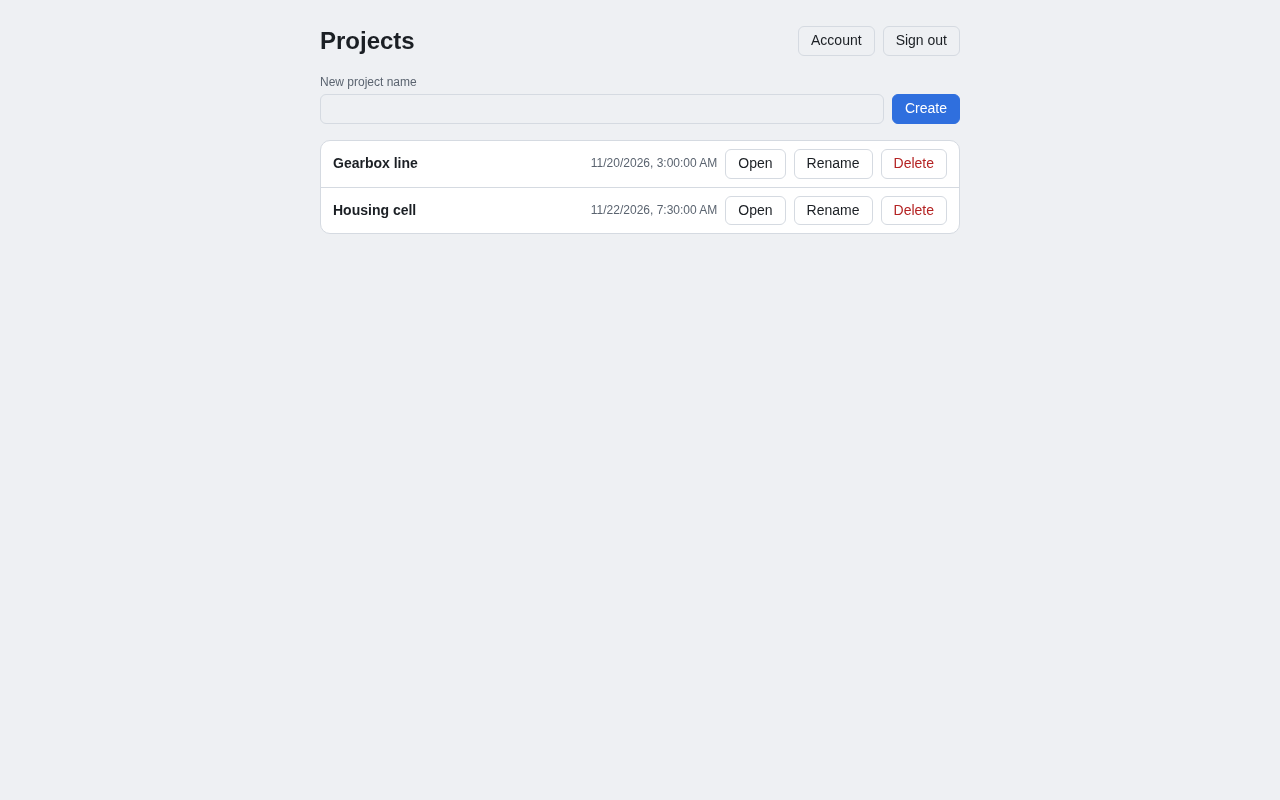 Projects
Account
Sign out
New project name
Create
Gearbox line
11/20/2026, 3:00:00 AM
Open
Rename
Delete
Housing cell
11/22/2026, 7:30:00 AM
Open
Rename
Delete